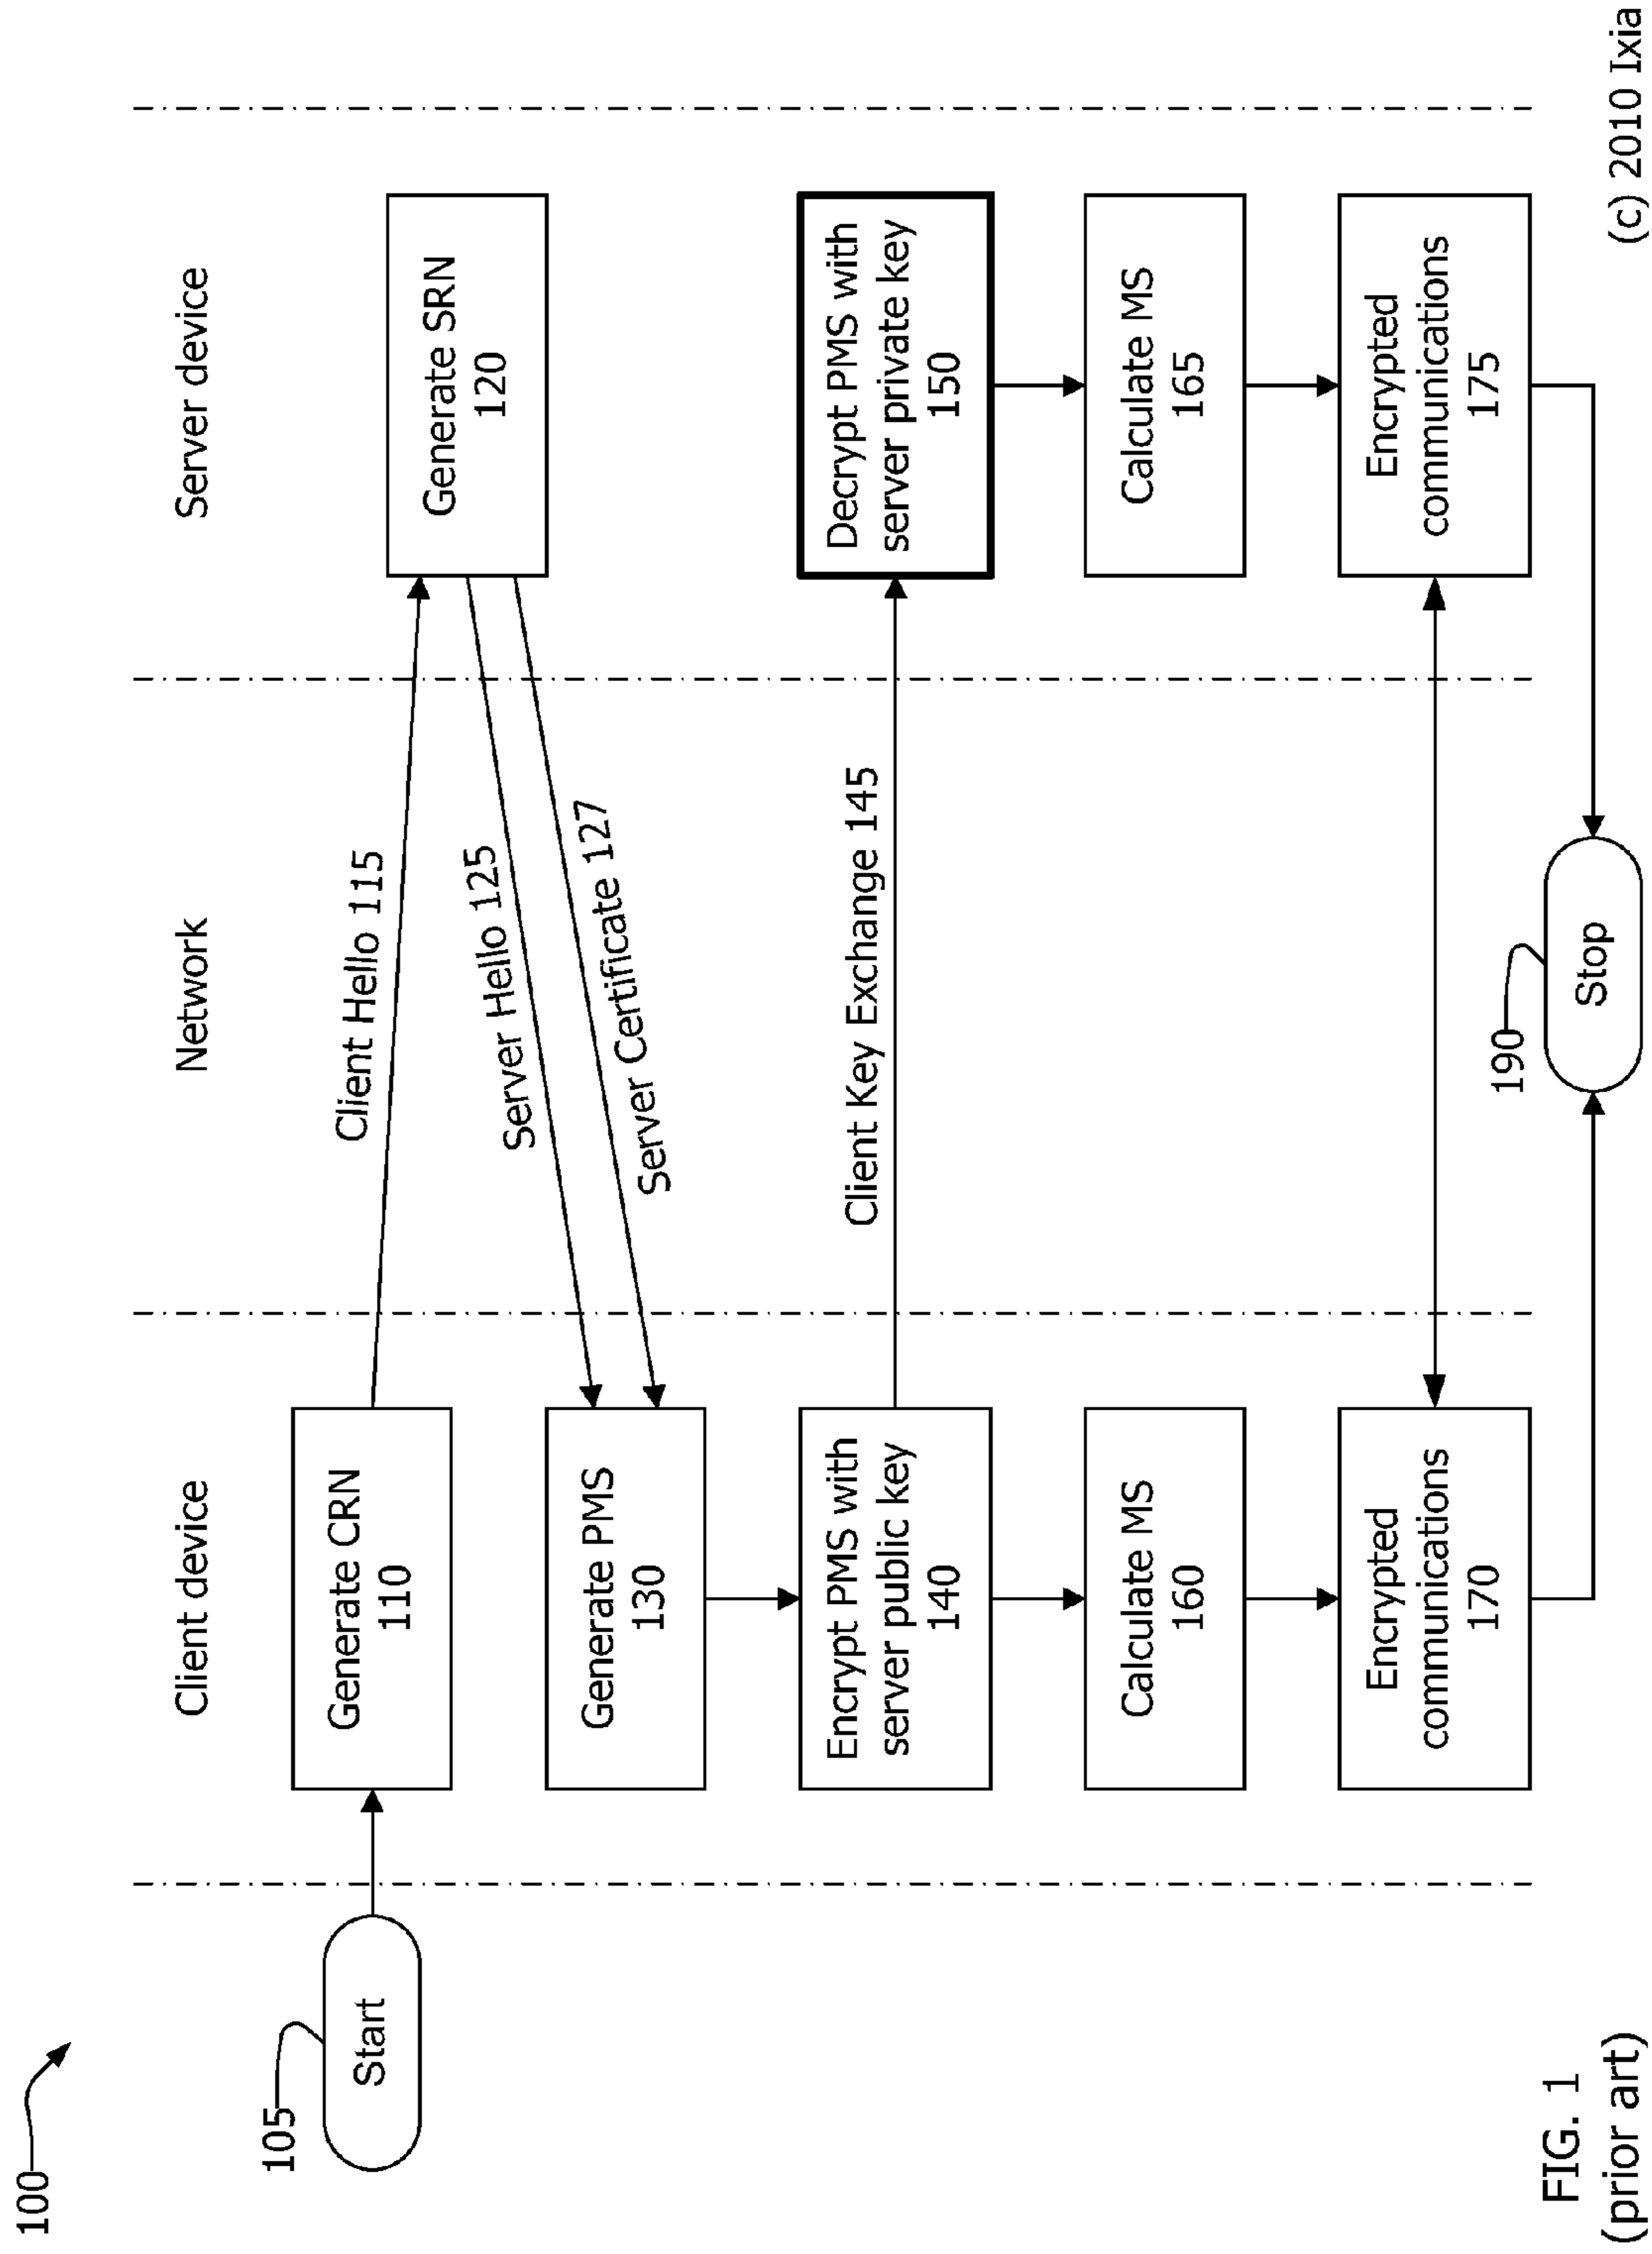 100
Client device
Network
Server device
105
Start
Generate CRN
110
Client Hello 115
Generate SRN
120
Server Hello 125
Server Certificate 127
Generate PMS
130
Encrypt PMS with
server public key
140
Client Key Exchange 145
Decrypt PMS with
server private key
150
Calculate MS
160
Calculate MS
165
Encrypted
communications
170
Encrypted
communications
175
190
Stop
FIG. 1
(prior art)
(c) 2010 Ixia